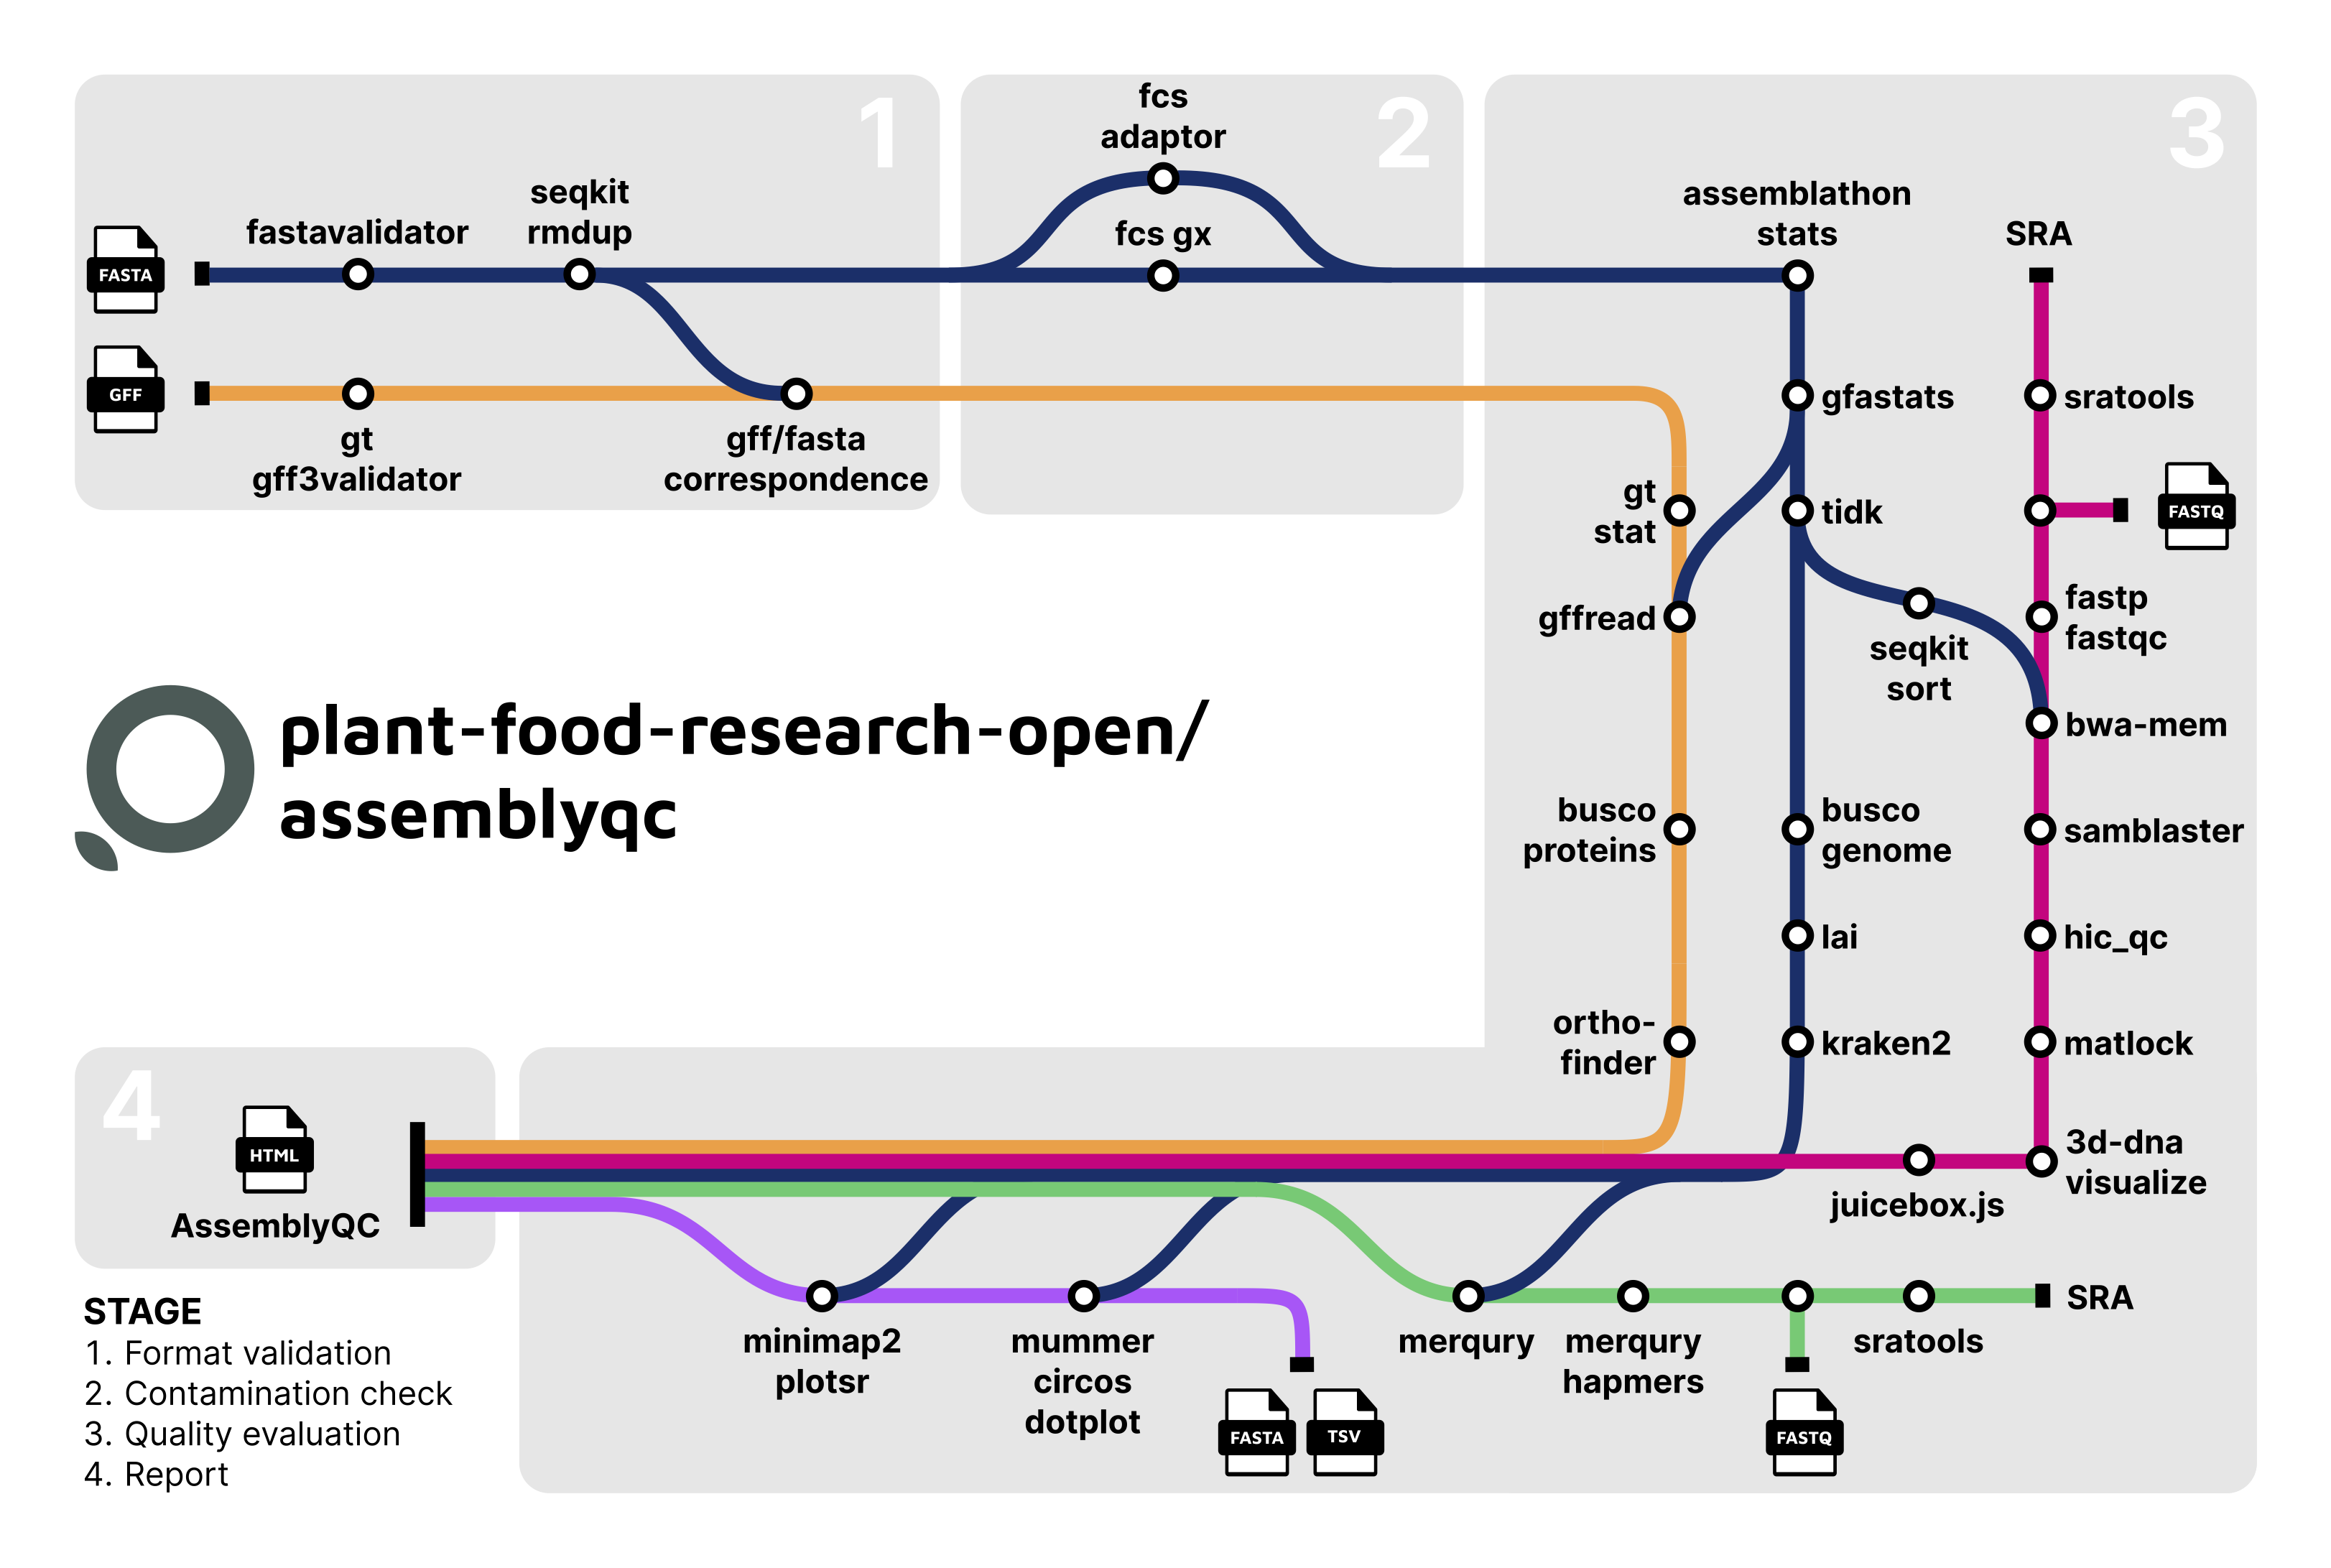 1
2
3
fcs
adaptor
fcs gx
seqkit
rmdup
fastavalidator
FASTA
GFF
gt
gff3validator
gff/fasta
correspondence
assemblathon
stats
SRA
gfastats
sratools
gt
stat
tidk
FASTQ
gffread
seqkit
sort
fastp
fastqc
bwa-mem
plant-food-research-open/
assemblyqc
busco
proteins
busco
genome
samblaster
lai
hic_qc
ortho-
finder
kraken2
matlock
4
HTML
AssemblyQC
3d-dna
visualize
juicebox.js
SRA
minimap2
plotsr
mummer
circos
dotplot
merqury
merqury
hapmers
sratools
FASTA
TSV
FASTQ
STAGE
1. Format validation
2. Contamination check
3. Quality evaluation
4. Report